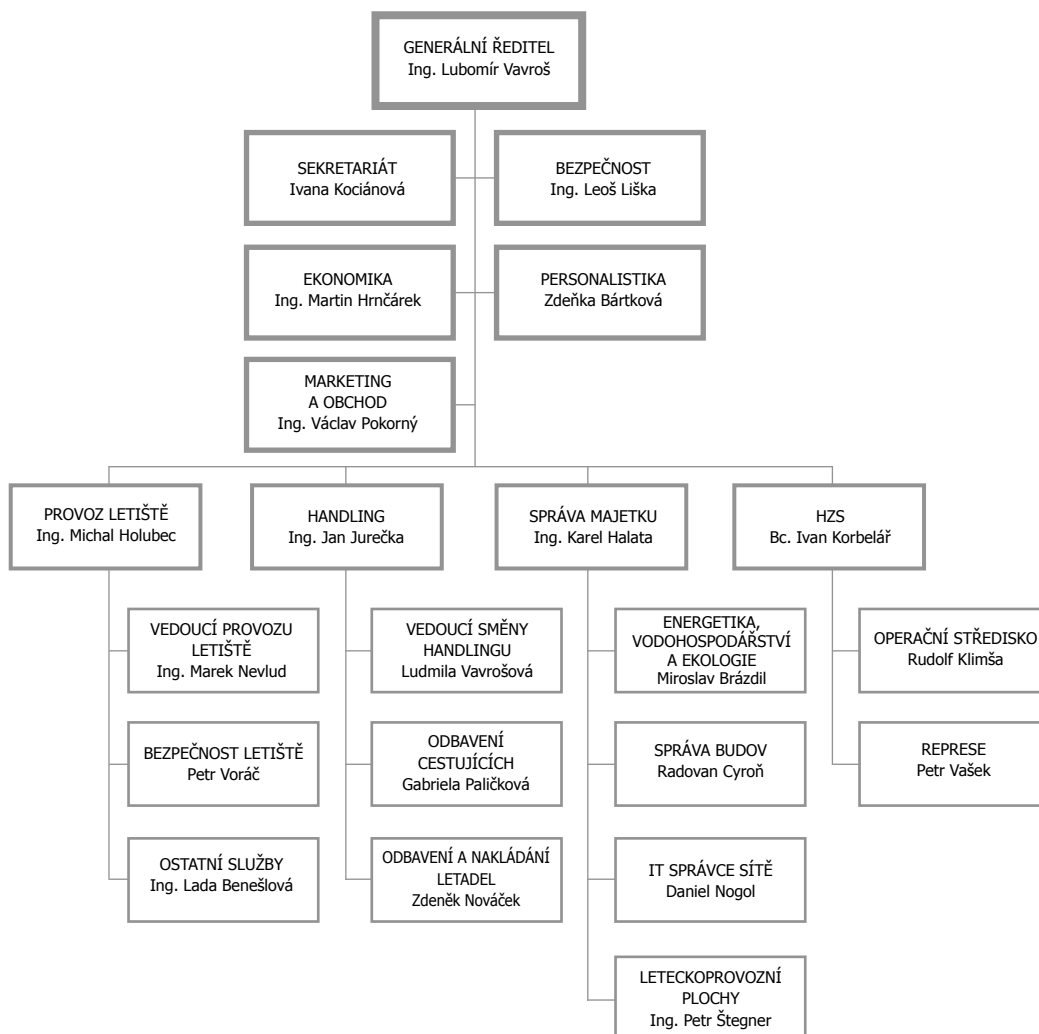 GENERÁLNÍ ŘEDITEL
Ing. Lubomír Vavroš
SEKRETARIÁT
Ivana Kociánová
BEZPEČNOST
Ing. Leoš Liška
EKONOMIKA
Ing. Martin Hrnčárek
PERSONALISTIKA
Zdeňka Bártková
MARKETING
A OBCHOD
Ing. Václav Pokorný
PROVOZ LETIŠTĚ
Ing. Michal Holubec
HANDLING
Ing. Jan Jurečka
SPRÁVA MAJETKU
Ing. Karel Halata
HZS
Bc. Ivan Korbelář
VEDOUCÍ PROVOZU
LETIŠTĚ
Ing. Marek Nevlud
VEDOUCÍ SMĚNY
HANDLINGU
Ludmila Vavrošová
ENERGETIKA,
VODOHOSPODÁŘSTVÍ
A EKOLOGIE
Miroslav Brázdil
OPERAČNÍ STŘEDISKO
Rudolf Klimša
BEZPEČNOST LETIŠTĚ
Petr Voráč
ODBAVENÍ
CESTUJÍCÍCH
Gabriela Paličková
SPRÁVA BUDOV
Radovan Cyroň
REPRESE
Petr Vašek
OSTATNÍ SLUŽBY
Ing. Lada Benešlová
ODBAVENÍ A NAKLÁDÁNÍ
LETADEL
Zdeněk Nováček
IT SPRÁVCE SÍTĚ
Daniel Nogol
LETECKOPROVOZNÍ
PLOCHY
Ing. Petr Štegner